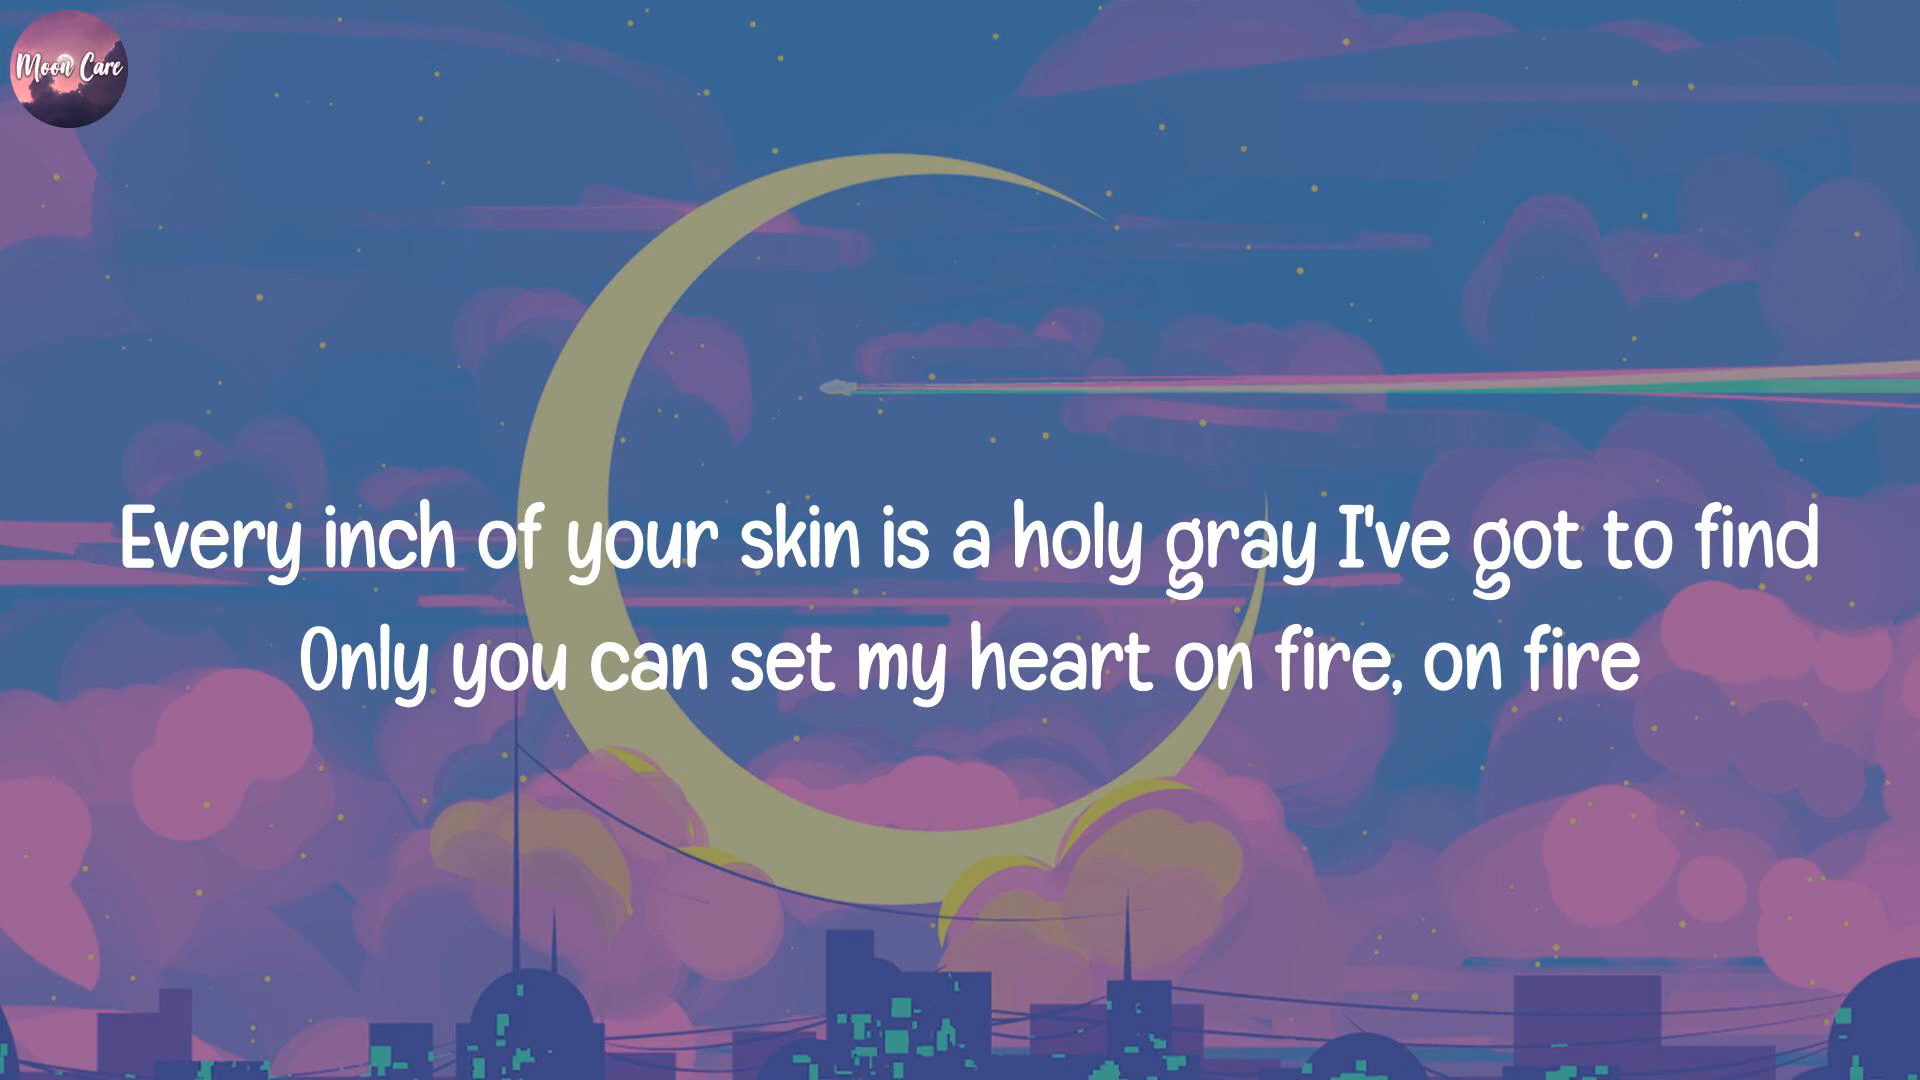 Moon Care
Every inch of your skin is a holy gray I've got to find
Only you can set my heart on fire, on fire